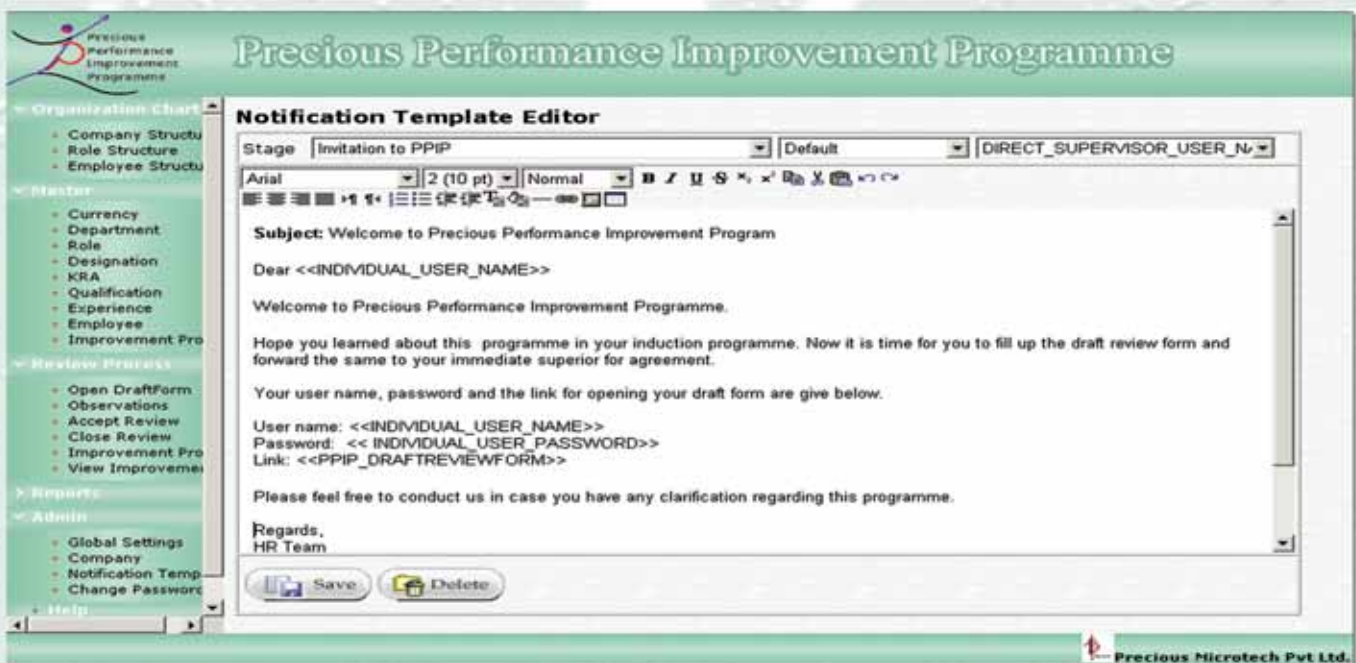 Precious
Performance
Improvement
Programme
Precious Performance Improvement Programme
Organization Chart
Company Structu
Role Structure
Employee Structu
Master
Currency
Department
Role
Designation
KRA
Qualification
Experience
Employee
Improvement Pro
Review Process
Open DraftForm
Observations
Accept Review
Close Review
Improvement Pro
View Improvemen
Reports
Admin
Global Settings
Company
Notification Temp
Change Password
Help
Notification Template Editor
Stage Invitation to PPIP Default DIRECT_SUPERVISOR_USER_NA
Arial 2 (10 pt) Normal B I U S
Subject: Welcome to Precious Performance Improvement Program
Dear <<INDIVIDUAL_USER_NAME>>
Welcome to Precious Performance Improvement Programme.
Hope you learned about this programme in your induction programme. Now it is time for you to fill up the draft review form and
forward the same to your immediate superior for agreement.
Your user name, password and the link for opening your draft form are give below.
User name: <<INDIVIDUAL_USER_NAME>>
Password: << INDIVIDUAL_USER_PASSWORD>>
Link: <<PPIP_DRAFTREVIEWFORM>>
Please feel free to conduct us in case you have any clarification regarding this programme.
Regards,
HR Team
Save Delete
Precious Microtech Pvt Ltd.